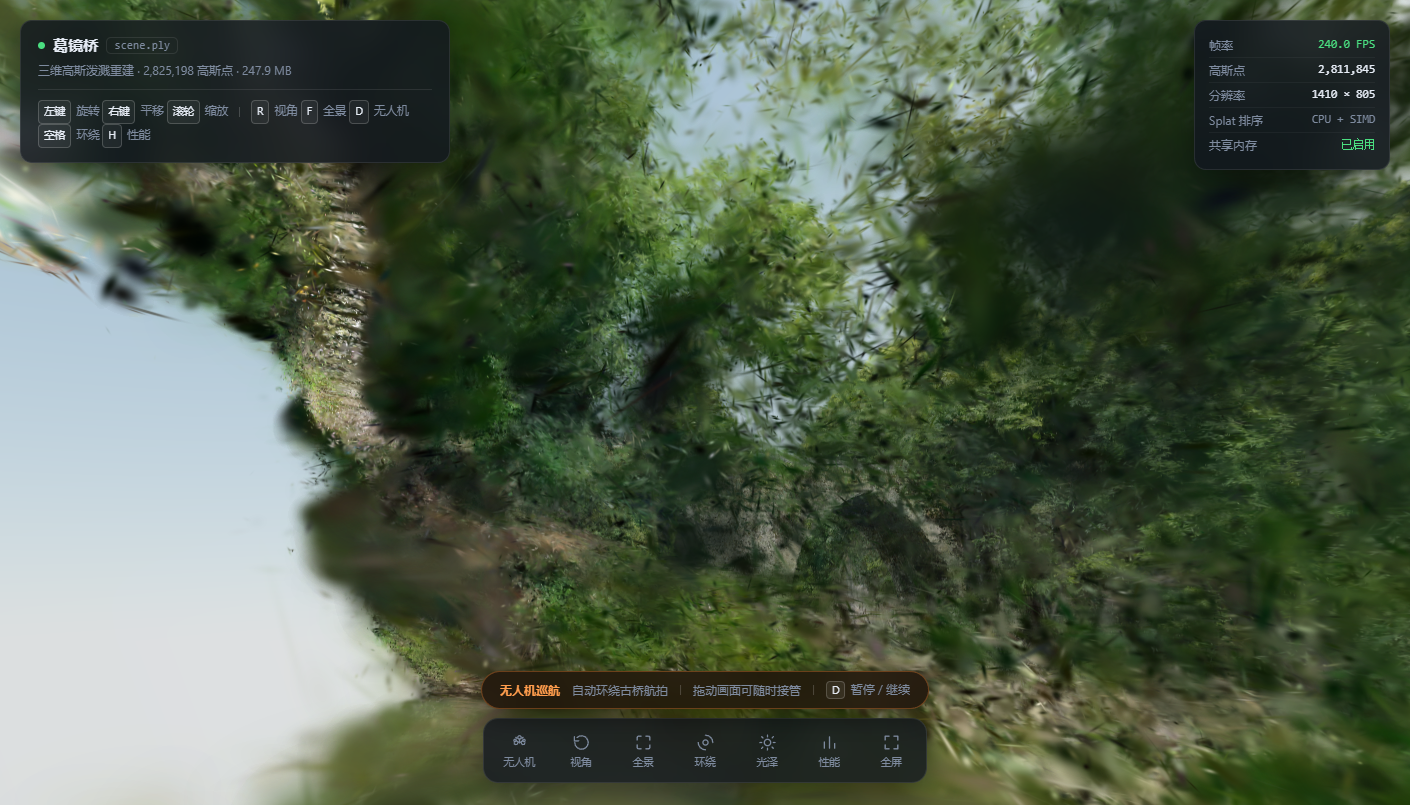 葛镜桥 scene.ply
三维高斯泼溅重建 · 2,825,198 高斯点 · 247.9 MB
左键 旋转 右键 平移 滚轮 缩放 R 视角 F 全景 D 无人机
空格 环绕 H 性能
帧率 240.0 FPS
高斯点 2,811,845
分辨率 1410 × 805
Splat 排序 CPU + SIMD
共享内存 已启用
无人机巡航 自动环绕古桥航拍 拖动画面可随时接管 D 暂停 / 继续
无人机 视角 全景 环绕 光泽 性能 全屏